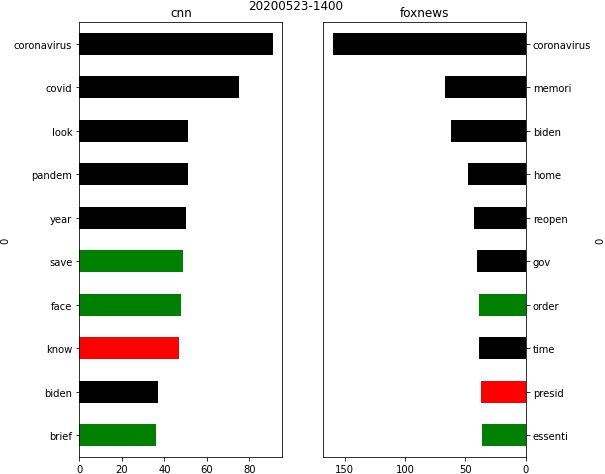 20200523-1400
cnn
foxnews
coronavirus
covid
look
pandem
year
save
face
know
biden
brief
0
0 20 40 60 80
coronavirus
memori
biden
home
reopen
gov
order
time
presid
essenti
0
150 100 50 0